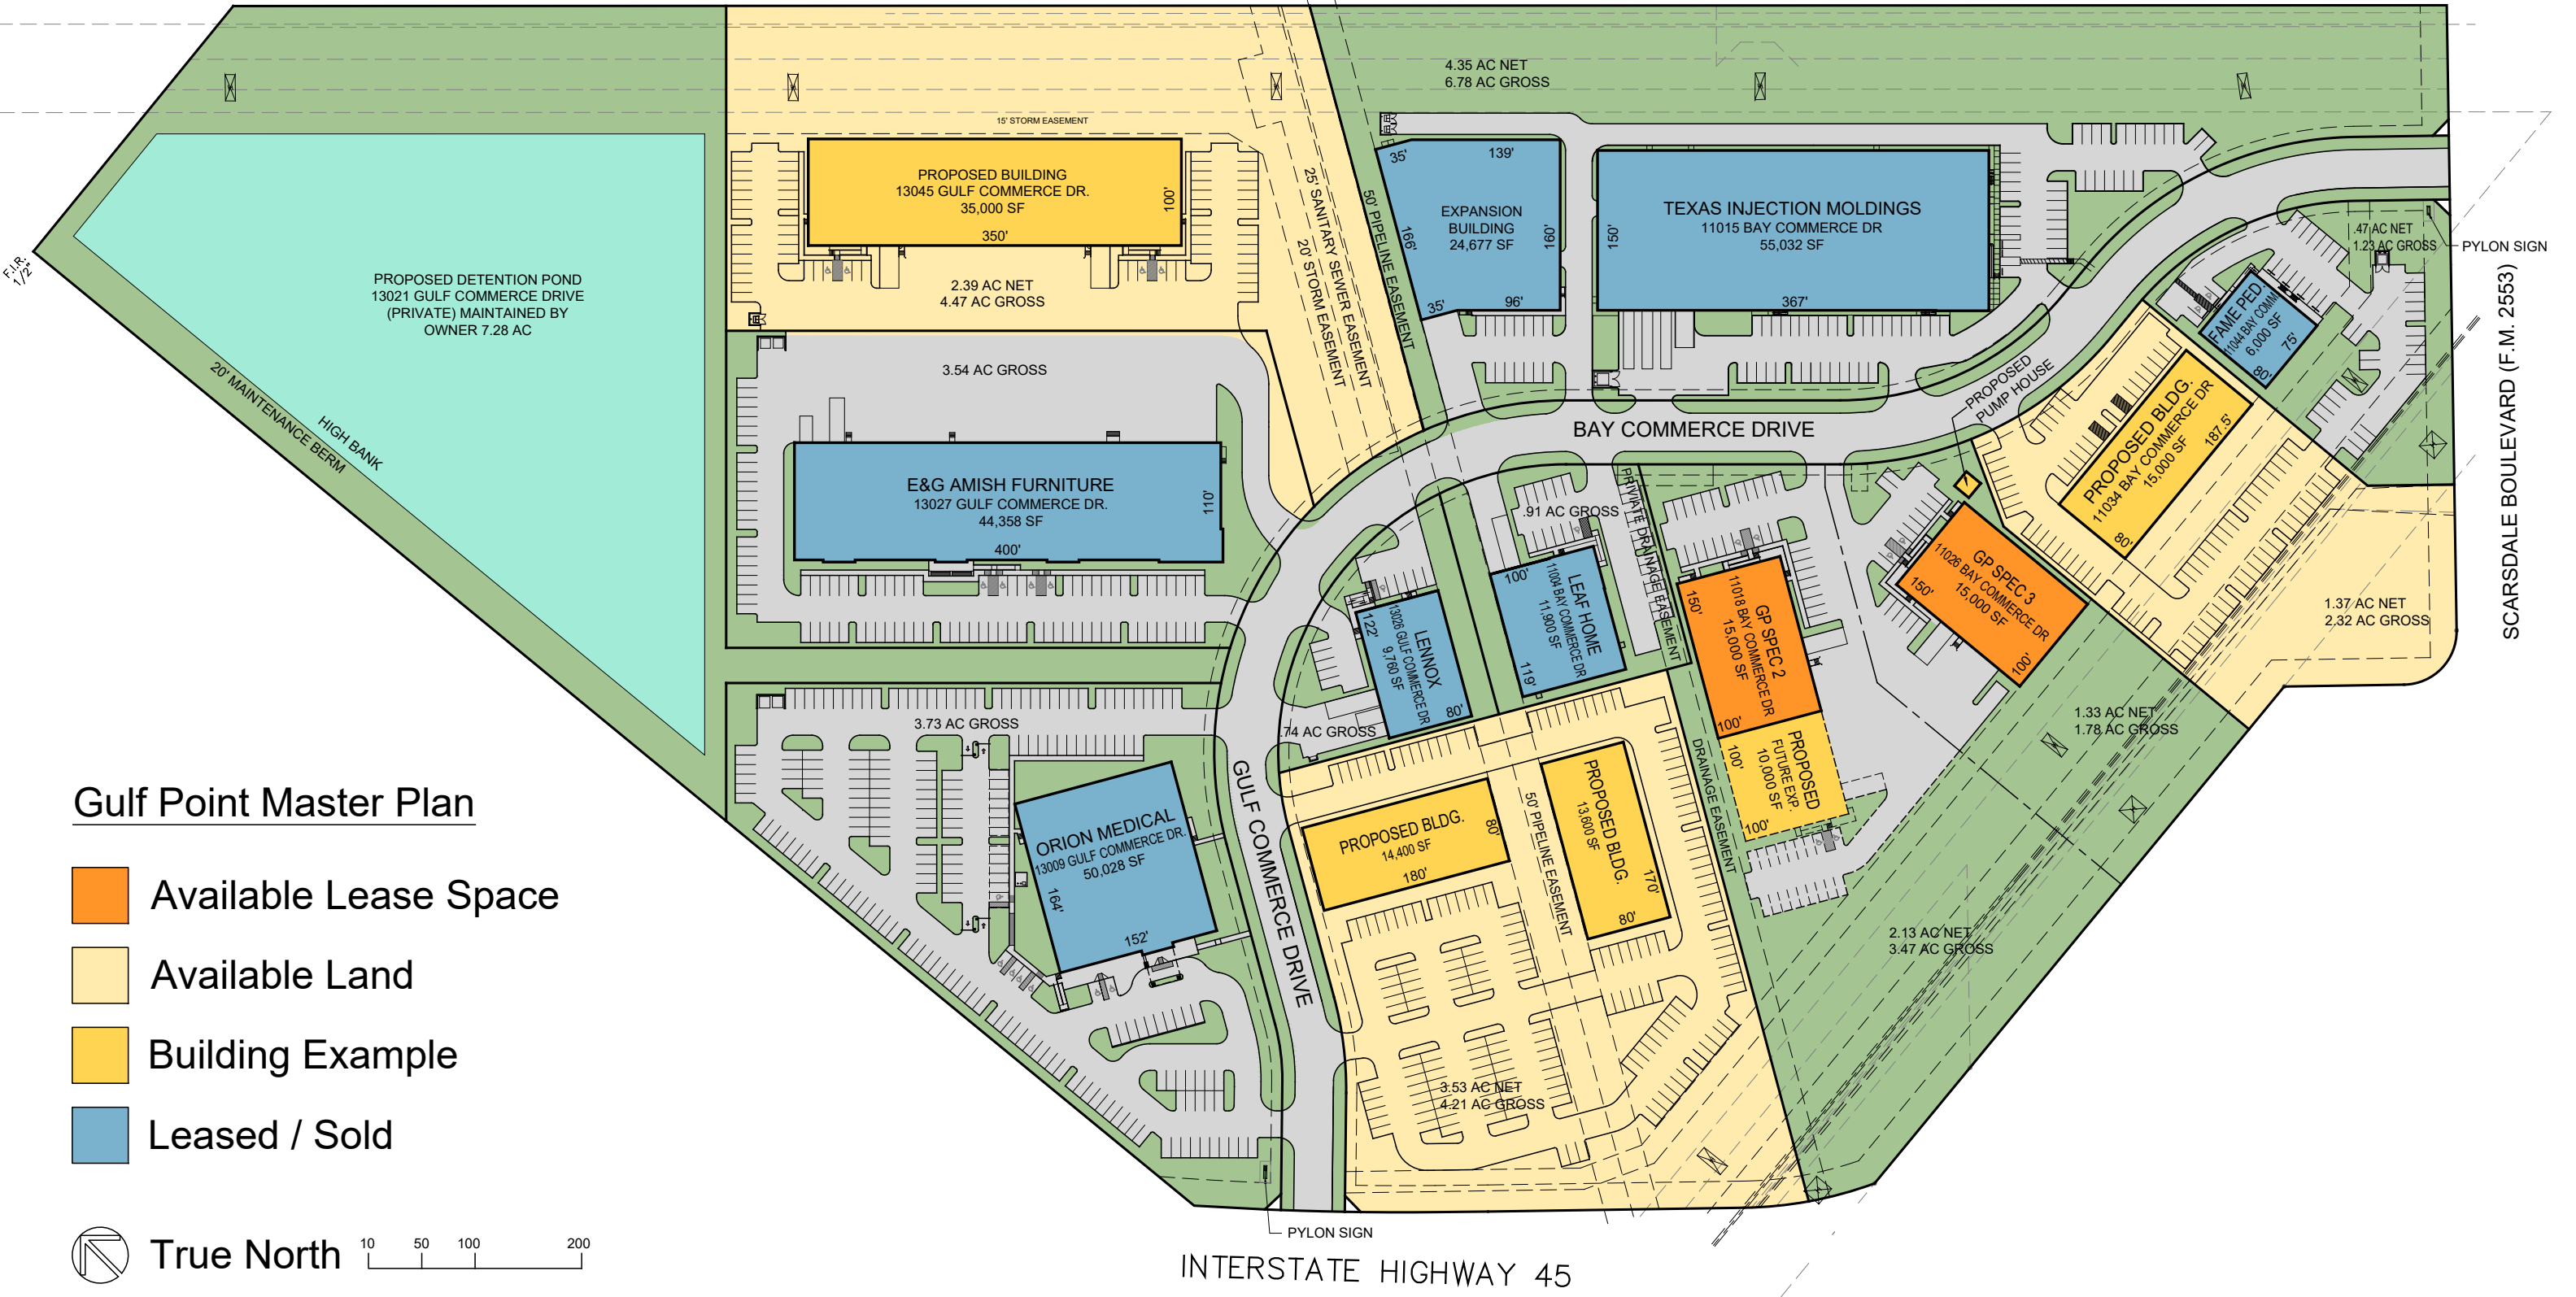 4.35 AC NET
6.78 AC GROSS
15' STORM EASEMENT
PROPOSED BUILDING
13045 GULF COMMERCE DR.
35,000 SF
100'
350'
2.39 AC NET
4.47 AC GROSS
25' SANITARY SEWER EASEMENT
20' STORM EASEMENT
50' PIPELINE EASEMENT
35'
139'
EXPANSION
BUILDING
24,677 SF
166'
160'
35'
96'
TEXAS INJECTION MOLDINGS
11015 BAY COMMERCE DR
55,032 SF
150'
367'
.47 AC NET
1.23 AC GROSS
PYLON SIGN
FAME PED.
11044 BAY COMM
6,000 SF
75'
80'
SCARSDALE BOULEVARD (F.M. 2553)
F.I.R.
1/2"
PROPOSED DETENTION POND
13021 GULF COMMERCE DRIVE
(PRIVATE) MAINTAINED BY
OWNER 7.28 AC
20' MAINTENANCE BERM
HIGH BANK
3.54 AC GROSS
E&G AMISH FURNITURE
13027 GULF COMMERCE DR.
44,358 SF
110'
400'
BAY COMMERCE DRIVE
PROPOSED
PUMP HOUSE
PROPOSED BLDG.
11034 BAY COMMERCE DR
15,000 SF
187.5'
80'
1.37 AC NET
2.32 AC GROSS
.91 AC GROSS
PRIVATE DRAINAGE EASEMENT
LENNOX
13026 GULF COMMERCE DR
9,760 SF
122'
80'
.74 AC GROSS
LEAF HOME
11004 BAY COMMERCE DR
11,900 SF
100'
119'
GP SPEC 2
11018 BAY COMMERCE DR
15,000 SF
150'
100'
GP SPEC 3
11026 BAY COMMERCE DR
15,000 SF
150'
100'
PROPOSED
FUTURE EXP.
10,000 SF
100'
100'
DRAINAGE EASEMENT
1.33 AC NET
1.78 AC GROSS
2.13 AC NET
3.47 AC GROSS
3.73 AC GROSS
ORION MEDICAL
13009 GULF COMMERCE DR.
50,028 SF
164'
152'
GULF COMMERCE DRIVE
PROPOSED BLDG.
14,400 SF
80'
180'
50' PIPELINE EASEMENT
PROPOSED BLDG.
13,600 SF
170'
80'
3.53 AC NET
4.21 AC GROSS
PYLON SIGN
INTERSTATE HIGHWAY 45
Gulf Point Master Plan
Available Lease Space
Available Land
Building Example
Leased / Sold
True North
10 50 100 200